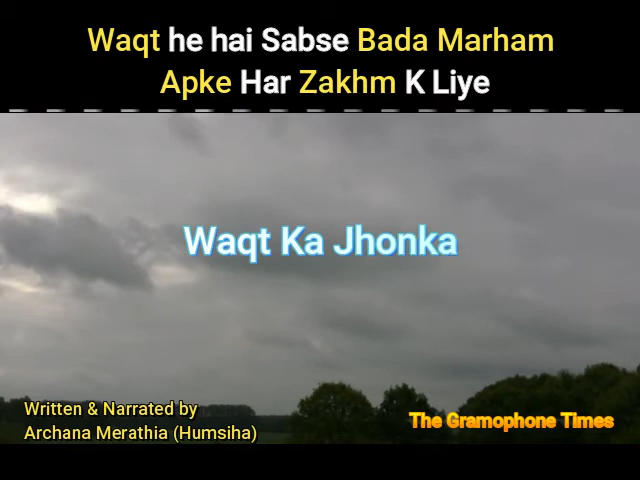 Waqt he hai Sabse Bada Marham
Apke Har Zakhm K Liye
Waqt Ka Jhonka
Written & Narrated by
Archana Merathia (Humsiha)
The Gramophone Times